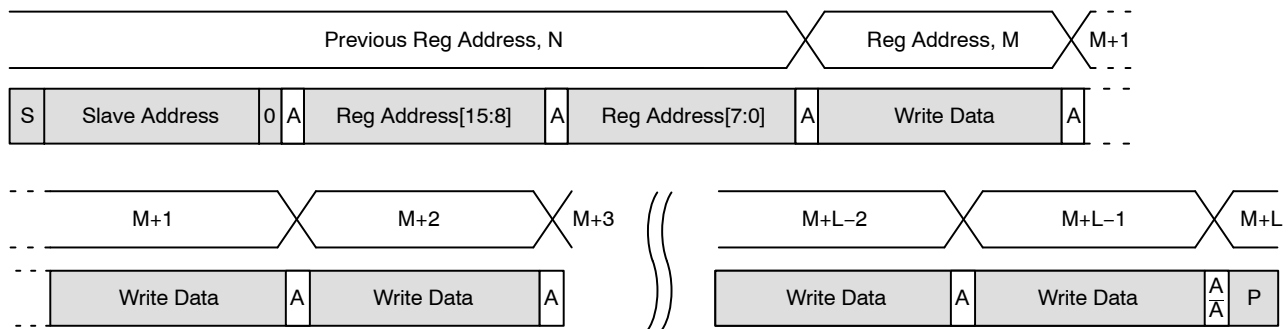 Previous Reg Address, N Reg Address, M M+1
S Slave Address 0 A Reg Address[15:8] A Reg Address[7:0] A Write Data A
M+1 M+2 M+3 M+L−2 M+L−1 M+L
Write Data A Write Data A Write Data A Write Data A/A̅ P